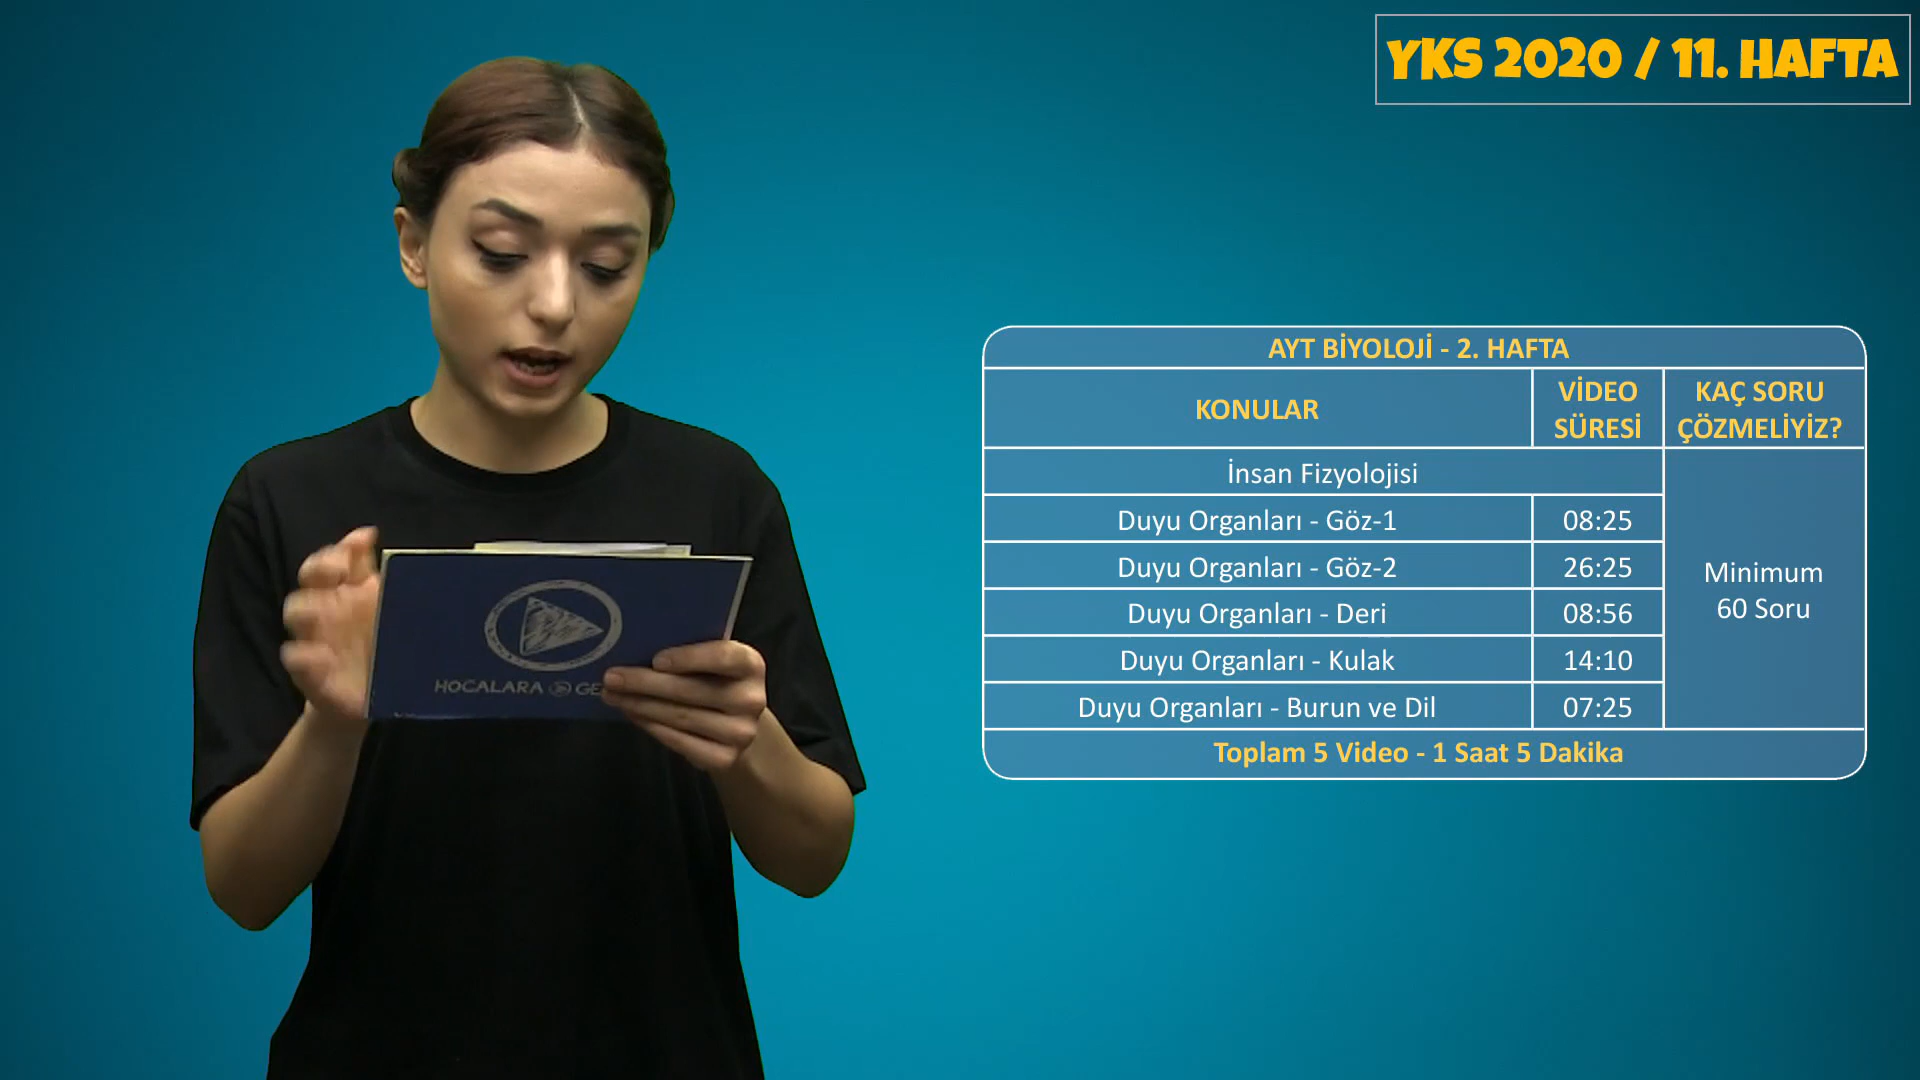 YKS 2020 / 11. HAFTA
AYT BİYOLOJİ - 2. HAFTA
KONULAR
VİDEO
SÜRESİ
KAÇ SORU
ÇÖZMELİYİZ?
İnsan Fizyolojisi
Duyu Organları - Göz-1 08:25
Duyu Organları - Göz-2 26:25
Duyu Organları - Deri 08:56
Duyu Organları - Kulak 14:10
Duyu Organları - Burun ve Dil 07:25
Minimum
60 Soru
Toplam 5 Video - 1 Saat 5 Dakika
HOCALARA GE